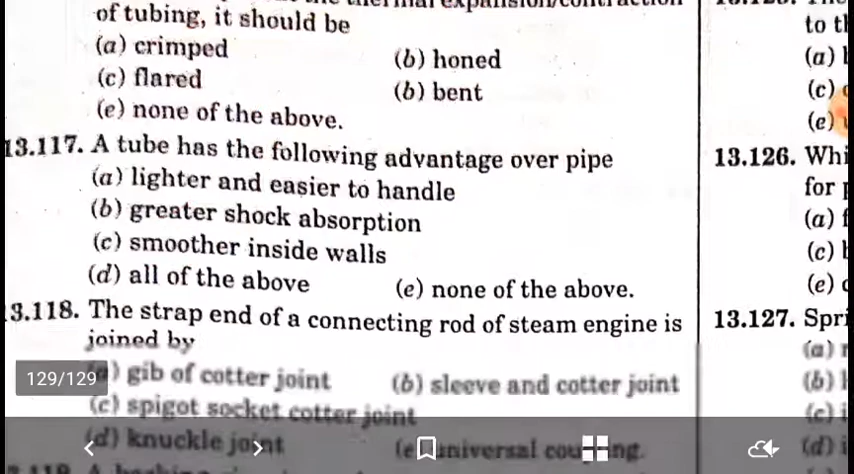 of tubing, it should be
(a) crimped (b) honed
(c) flared (b) bent
(e) none of the above.
13.117. A tube has the following advantage over pipe
(a) lighter and easier to handle
(b) greater shock absorption
(c) smoother inside walls
(d) all of the above (e) none of the above.
3.118. The strap end of a connecting rod of steam engine is
joined by
129/129
) gib of cotter joint (b) sleeve and cotter joint
(c) spigot socket cotter joint
(d) knuckle joint (e universal
to
(a)
(c)
(e)
13.126. Whi
for
(a)
(c)
(e)
13.127. Spri
(a)
(b)
(c)
(d)